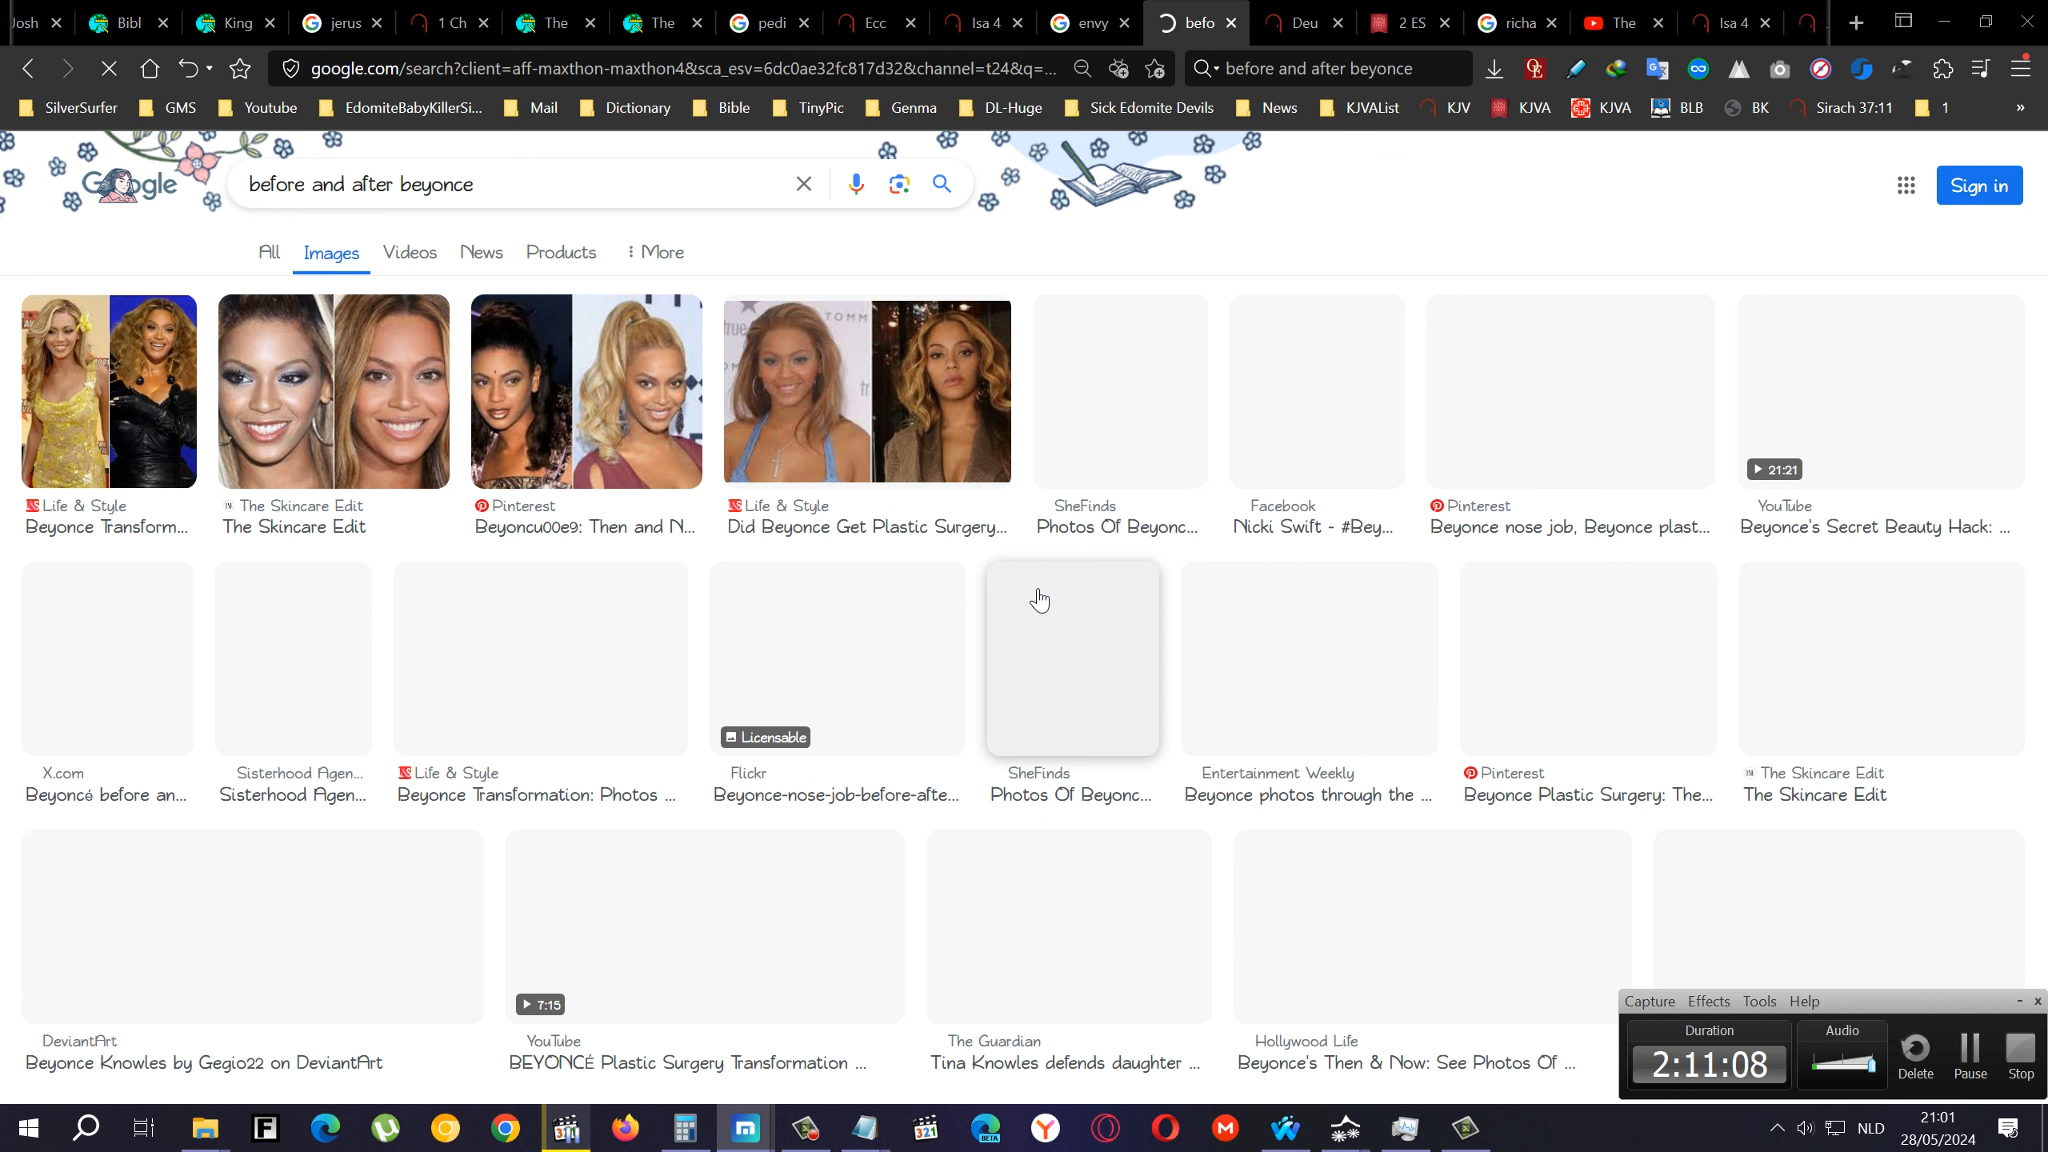 Josh
Bibl
King
jerus
1 Ch
The
The
pedi
Ecc
Isa 4
envy
befo
Deu
2 ES
richa
The
Isa 4
google.com/search?client=aff-maxthon-maxthon4&sca_esv=6dc0ae32fc817d32&channel=t24&q=...
before and after beyonce
SilverSurfer
GMS
Youtube
EdomiteBabyKillerSi...
Mail
Dictionary
Bible
TinyPic
Genma
DL-Huge
Sick Edomite Devils
News
KJVAList
KJV
KJVA
KJVA
BLB
BK
Sirach 37:11
1
»
Google
before and after beyonce
Sign in
All
Images
Videos
News
Products
More
21:21
Life & Style
Beyonce Transform...
The Skincare Edit
The Skincare Edit
Pinterest
Beyoncu00e9: Then and N...
Life & Style
Did Beyonce Get Plastic Surgery...
SheFinds
Photos Of Beyonc...
Facebook
Nicki Swift - #Bey...
Pinterest
Beyonce nose job, Beyonce plast...
YouTube
Beyonce's Secret Beauty Hack: ...
Licensable
X.com
Beyoncé before an...
Sisterhood Agen...
Sisterhood Agen...
Life & Style
Beyonce Transformation: Photos ...
Flickr
Beyonce-nose-job-before-afte...
SheFinds
Photos Of Beyonc...
Entertainment Weekly
Beyonce photos through the ...
Pinterest
Beyonce Plastic Surgery: The...
The Skincare Edit
The Skincare Edit
7:15
DeviantArt
Beyonce Knowles by Gegio22 on DeviantArt
YouTube
BEYONCÉ Plastic Surgery Transformation ...
The Guardian
Tina Knowles defends daughter ...
Hollywood Life
Beyonce's Then & Now: See Photos Of ...
Capture Effects Tools Help
Duration
2:11:08
Audio
Delete
Pause
Stop
321
BETA
NLD
21:01
28/05/2024